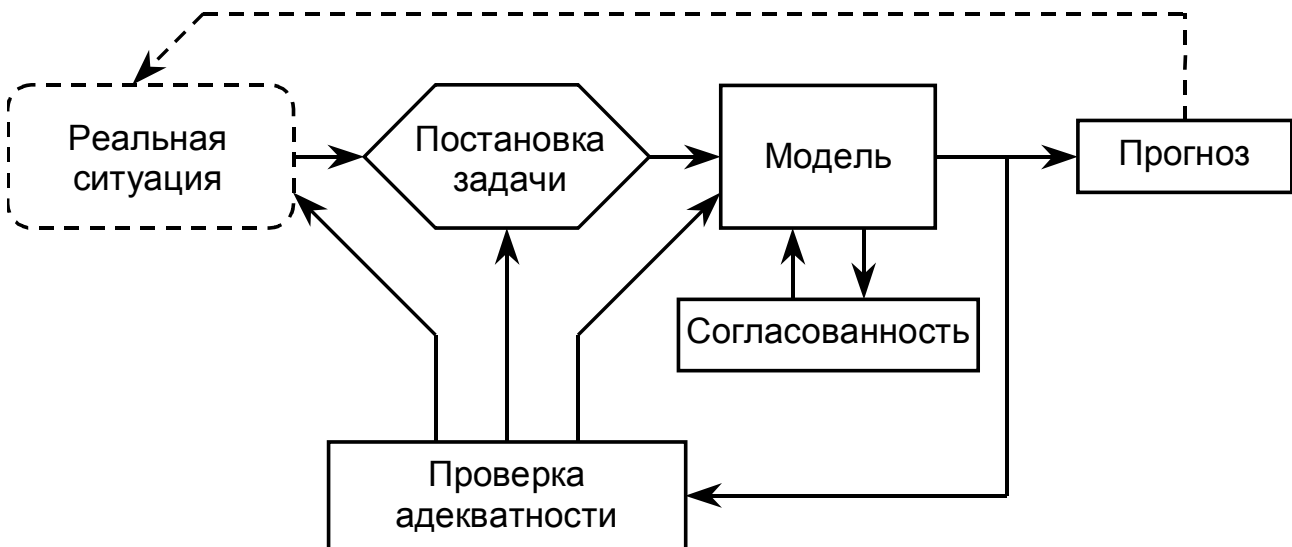 Реальная
ситуация
Постановка
задачи
Модель
Прогноз
Согласованность
Проверка
адекватности